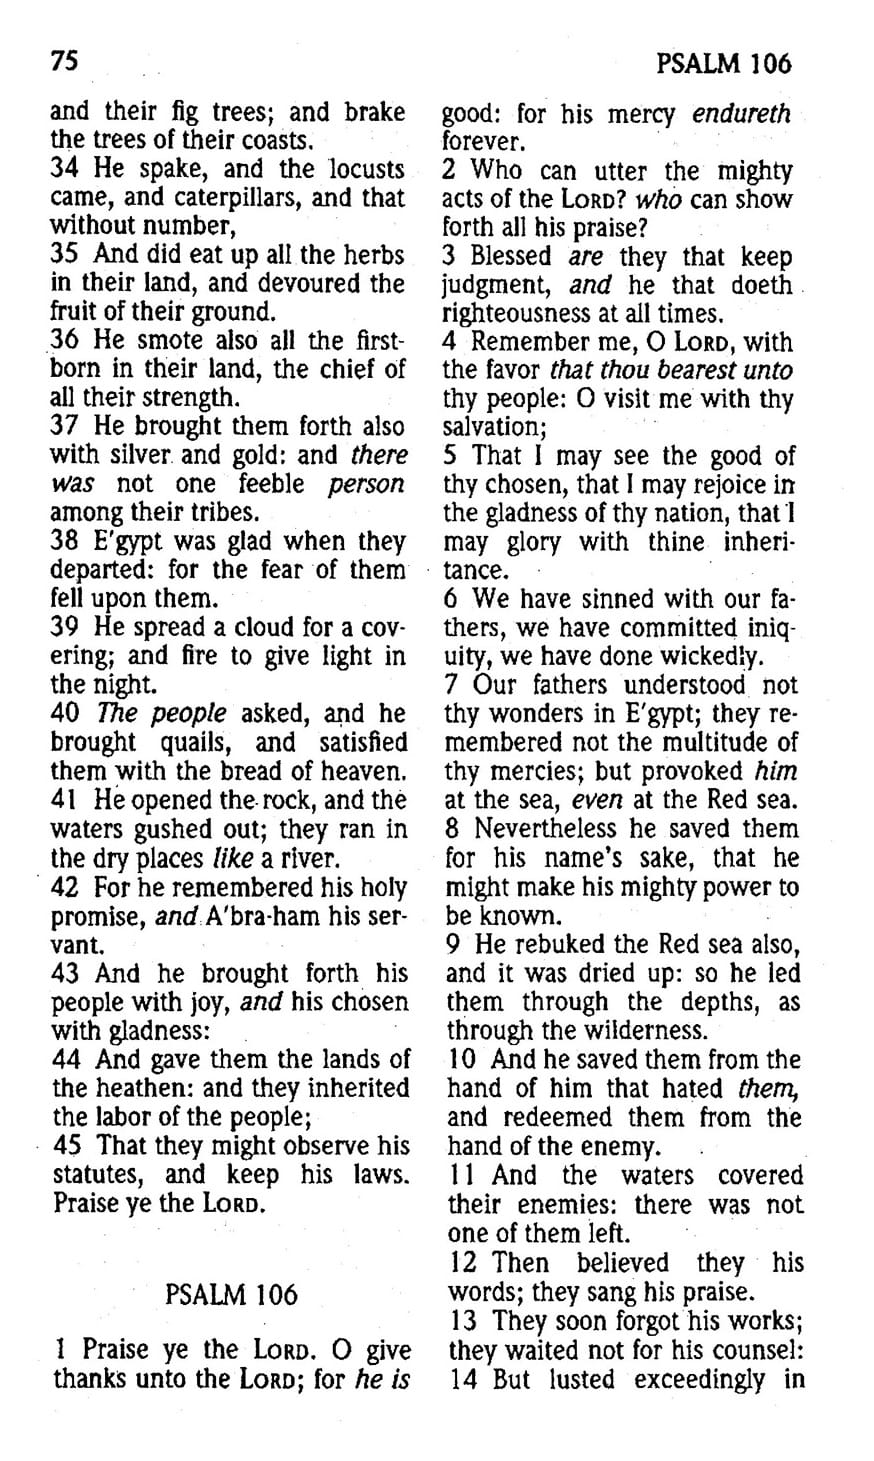 75
PSALM 106
and their fig trees; and brake
the trees of their coasts.
34 He spake, and the locusts
came, and caterpillars, and that
without number,
35 And did eat up all the herbs
in their land, and devoured the
fruit of their ground.
36 He smote also all the first-
born in their land, the chief of
all their strength.
37 He brought them forth also
with silver and gold: and there
was not one feeble person
among their tribes.
38 E'gypt was glad when they
departed: for the fear of them
fell upon them.
39 He spread a cloud for a cov-
ering; and fire to give light in
the night.
40 The people asked, and he
brought quails, and satisfied
them with the bread of heaven.
41 He opened the rock, and the
waters gushed out; they ran in
the dry places like a river.
42 For he remembered his holy
promise, and A'bra-ham his ser-
vant.
43 And he brought forth his
people with joy, and his chosen
with gladness:
44 And gave them the lands of
the heathen: and they inherited
the labor of the people;
45 That they might observe his
statutes, and keep his laws.
Praise ye the LORD.
PSALM 106
1 Praise ye the LORD. O give
thanks unto the LORD; for he is
good: for his mercy endureth
forever.
2 Who can utter the mighty
acts of the LORD? who can show
forth all his praise?
3 Blessed are they that keep
judgment, and he that doeth
righteousness at all times.
4 Remember me, O LORD, with
the favor that thou bearest unto
thy people: O visit me with thy
salvation;
5 That I may see the good of
thy chosen, that I may rejoice in
the gladness of thy nation, that I
may glory with thine inheri-
tance.
6 We have sinned with our fa-
thers, we have committed iniq-
uity, we have done wickedly.
7 Our fathers understood not
thy wonders in E'gypt; they re-
membered not the multitude of
thy mercies; but provoked him
at the sea, even at the Red sea.
8 Nevertheless he saved them
for his name's sake, that he
might make his mighty power to
be known.
9 He rebuked the Red sea also,
and it was dried up: so he led
them through the depths, as
through the wilderness.
10 And he saved them from the
hand of him that hated them,
and redeemed them from the
hand of the enemy.
11 And the waters covered
their enemies: there was not
one of them left.
12 Then believed they his
words; they sang his praise.
13 They soon forgot his works;
they waited not for his counsel:
14 But lusted exceedingly in